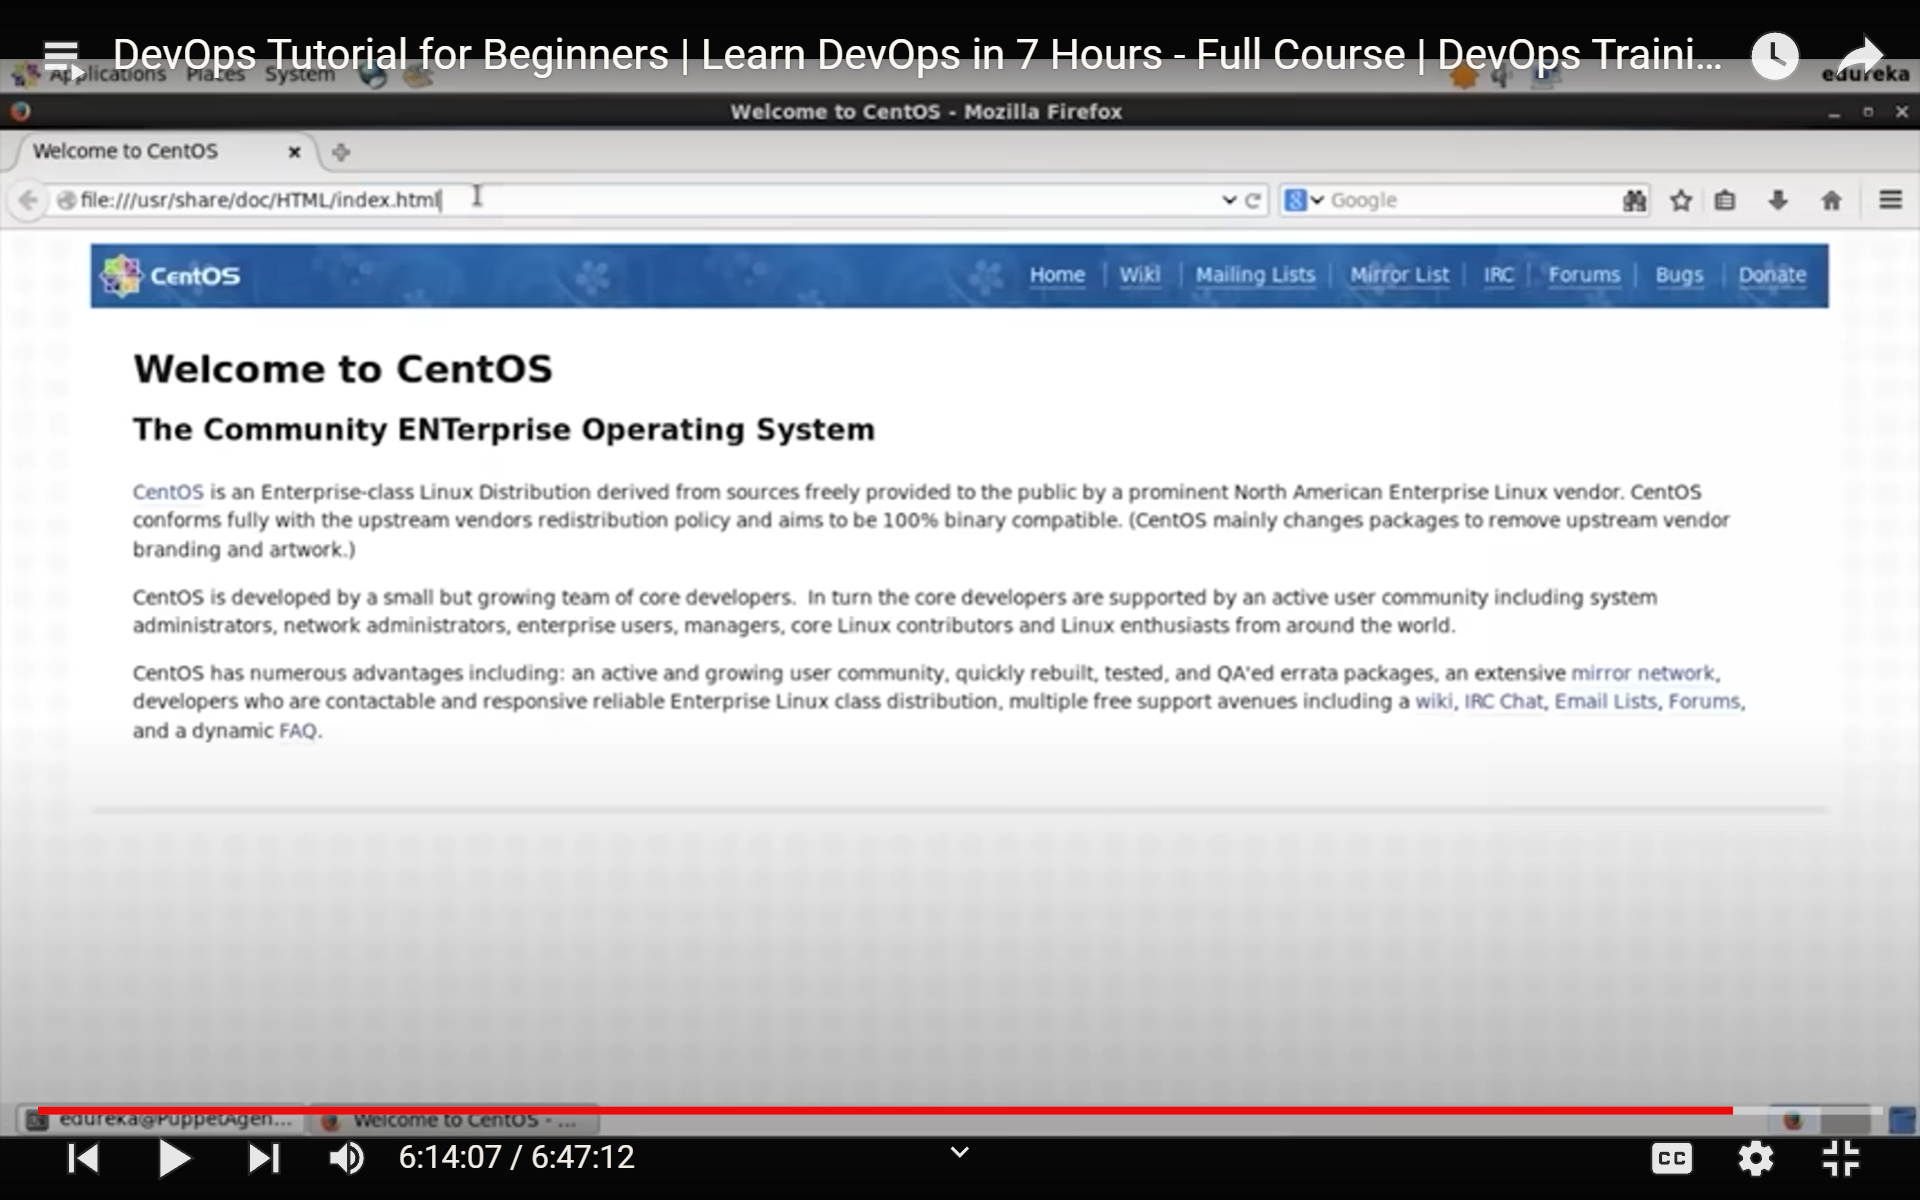 DevOps Tutorial for Beginners | Learn DevOps in 7 Hours - Full Course | DevOps Traini...
Applications Places System edureka
Welcome to CentOS - Mozilla Firefox
Welcome to CentOS
file:///usr/share/doc/HTML/index.html Google
CentOS Home Wiki Mailing Lists Mirror List IRC Forums Bugs Donate
Welcome to CentOS
The Community ENTerprise Operating System
CentOS is an Enterprise-class Linux Distribution derived from sources freely provided to the public by a prominent North American Enterprise Linux vendor. CentOS
conforms fully with the upstream vendors redistribution policy and aims to be 100% binary compatible. (CentOS mainly changes packages to remove upstream vendor
branding and artwork.)
CentOS is developed by a small but growing team of core developers. In turn the core developers are supported by an active user community including system
administrators, network administrators, enterprise users, managers, core Linux contributors and Linux enthusiasts from around the world.
CentOS has numerous advantages including: an active and growing user community, quickly rebuilt, tested, and QA'ed errata packages, an extensive mirror network,
developers who are contactable and responsive reliable Enterprise Linux class distribution, multiple free support avenues including a wiki, IRC Chat, Email Lists, Forums,
and a dynamic FAQ.
edureka@PuppetAgen... Welcome to CentOS - ...
6:14:07 / 6:47:12 CC